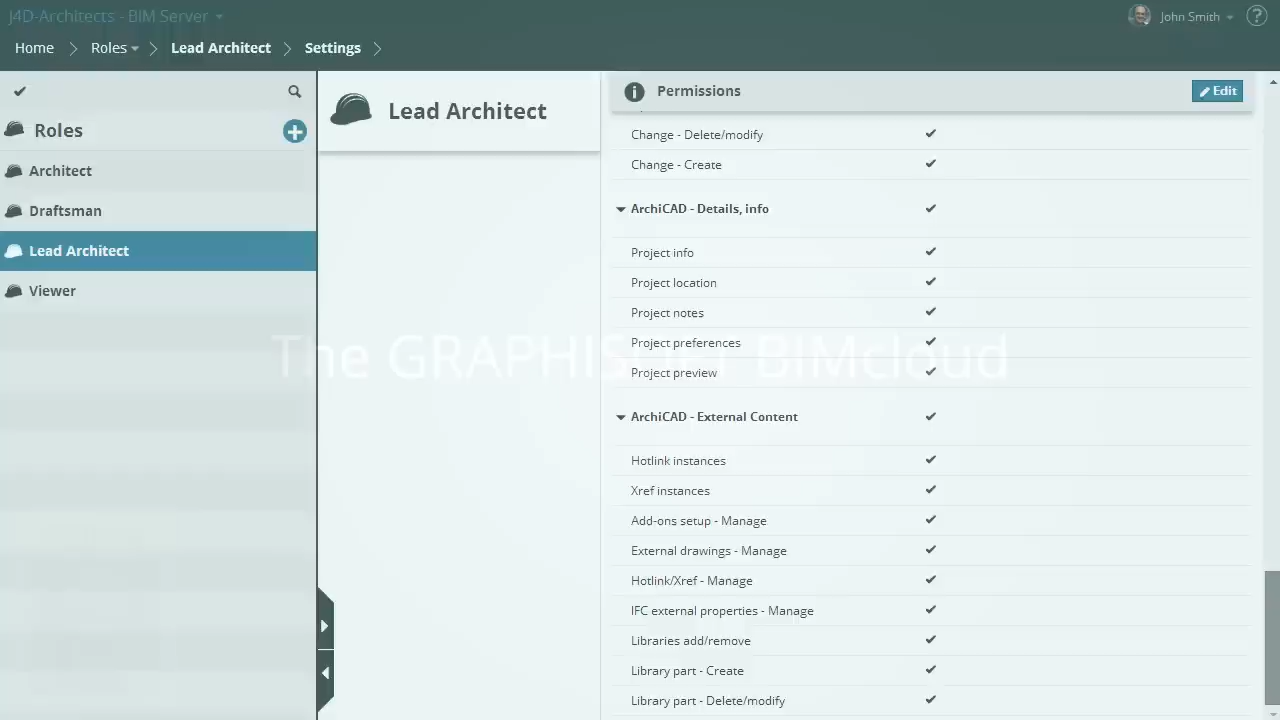 J4D-Architects - BIM Server
John Smith
?
Home
Roles
Lead Architect
Settings
Roles
Architect
Draftsman
Lead Architect
Viewer
Lead Architect
i
Permissions
Edit
Change - Delete/modify
Change - Create
ArchiCAD - Details, info
Project info
Project location
Project notes
Project preferences
Project preview
The GRAPHISOFT BIMcloud
ArchiCAD - External Content
Hotlink instances
Xref instances
Add-ons setup - Manage
External drawings - Manage
Hotlink/Xref - Manage
IFC external properties - Manage
Libraries add/remove
Library part - Create
Library part - Delete/modify